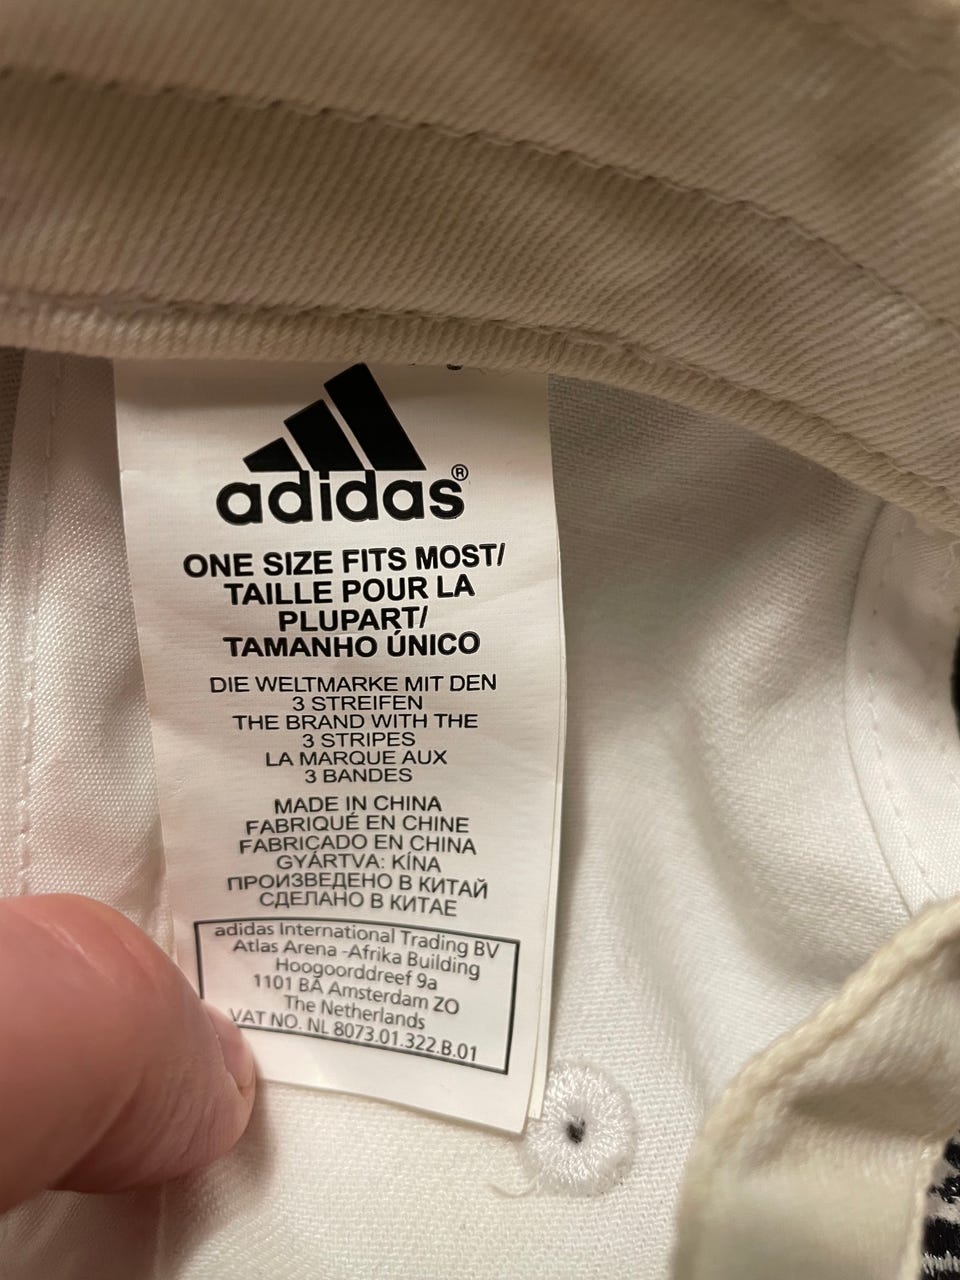 adidas®
ONE SIZE FITS MOST/
TAILLE POUR LA
PLUPART/
TAMANHO ÚNICO
DIE WELTMARKE MIT DEN
3 STREIFEN
THE BRAND WITH THE
3 STRIPES
LA MARQUE AUX
3 BANDES
MADE IN CHINA
FABRIQUÉ EN CHINE
FABRICADO EN CHINA
GYÁRTVA: KÍNA
ПРОИЗВЕДЕНО В КИТАЙ
СДЕЛАНО В КИТАЕ
adidas International Trading BV
Atlas Arena -Afrika Building
Hoogoorddreef 9a
1101 BA Amsterdam ZO
The Netherlands
VAT NO. NL 8073.01.322.B.01